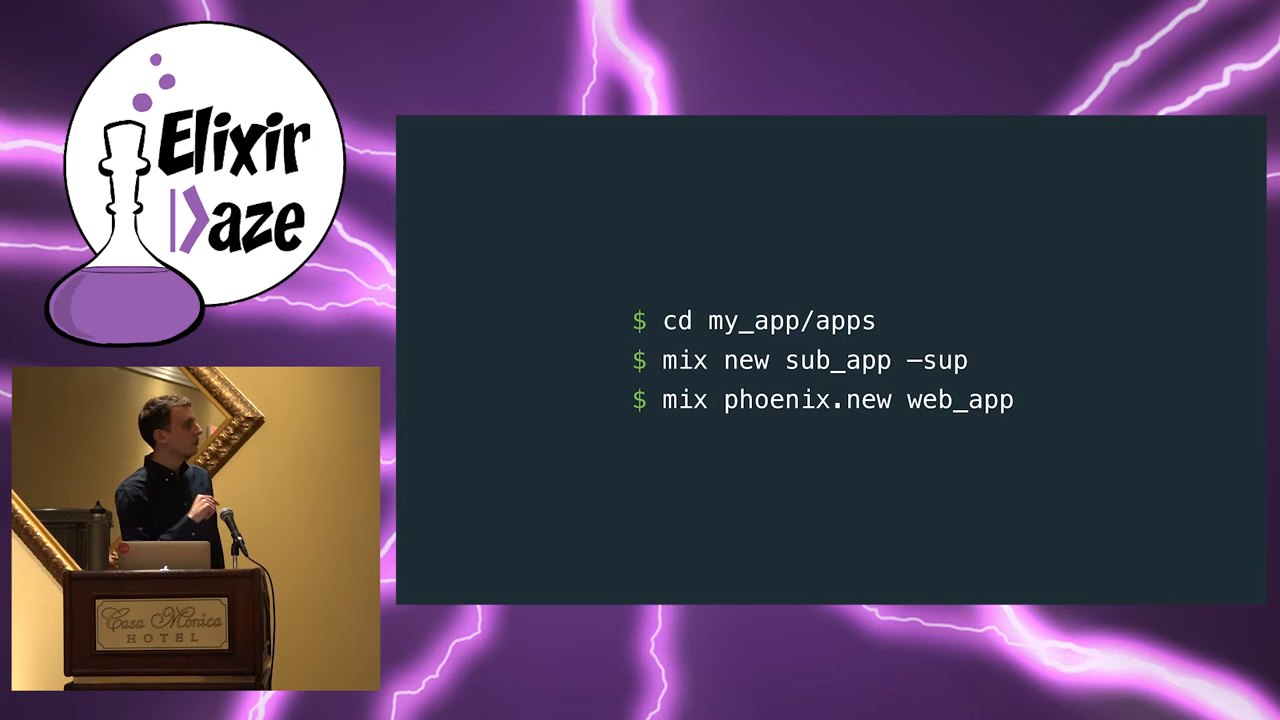 Elixir
|>aze
$ cd my_app/apps
$ mix new sub_app –sup
$ mix phoenix.new web_app
Casa Monica
HOTEL